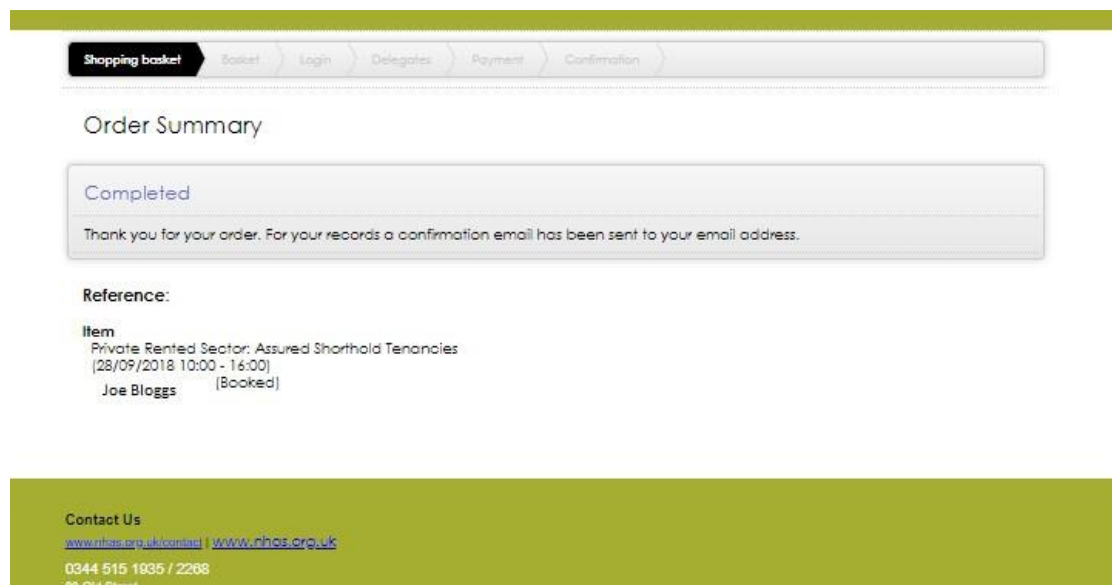 Shopping basket Basket Login Delegates Payment Confirmation
Order Summary
Completed
Thank you for your order. For your records a confirmation email has been sent to your email address.
Reference:
Item
Private Rented Sector: Assured Shorthold Tenancies
(28/09/2018 10:00 - 16:00)
Joe Bloggs (Booked)
Contact Us
www.nhas.org.uk/contact | www.nhas.org.uk
0344 515 1935 / 2268